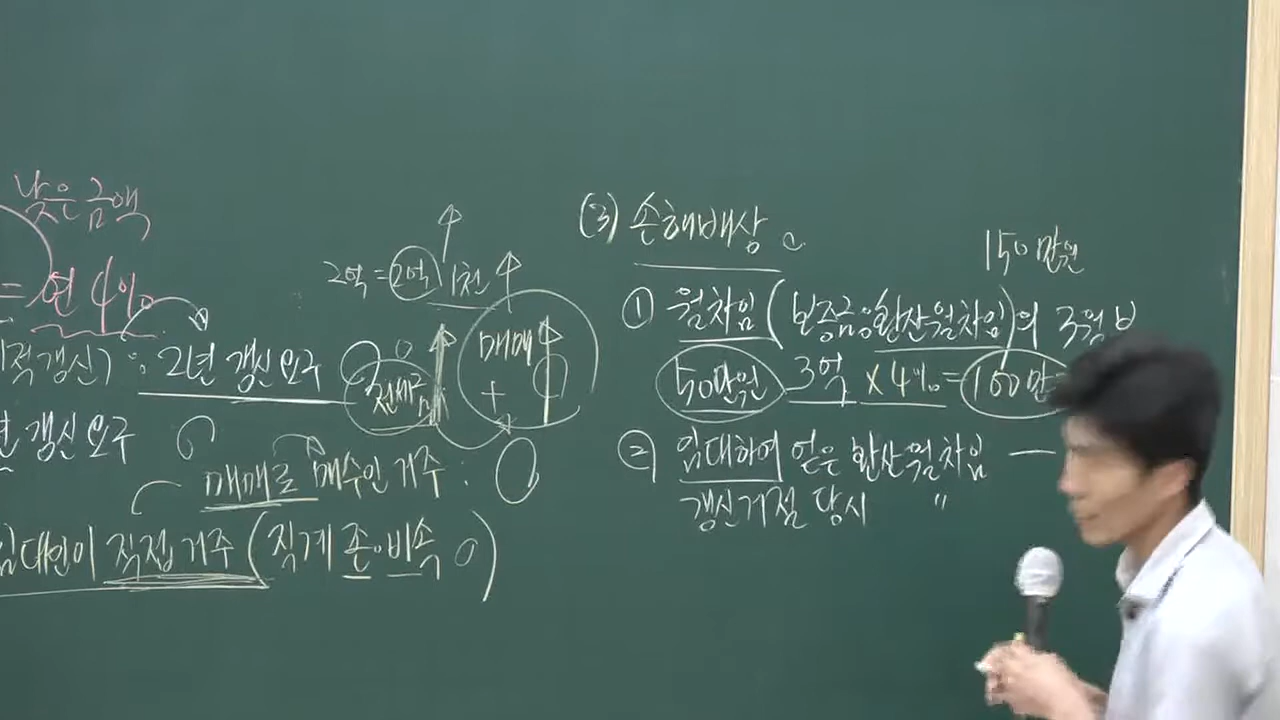 낮은 금액
= 연 4%
적갱신) : 2년 갱신 요구
갱신 요구
매매로 매수인 거주 :
임대인이 직접 거주 (직계 존·비속 O)
2억 = 2억 1천
전세
매매
+
(3) 손해배상
150만원
① 월차임 (보증금 환산월차임)의 3월
50만원 3억 × 4% = 100만
② 임대하여 얻은 환산월차임 —
갱신거절 당시 "